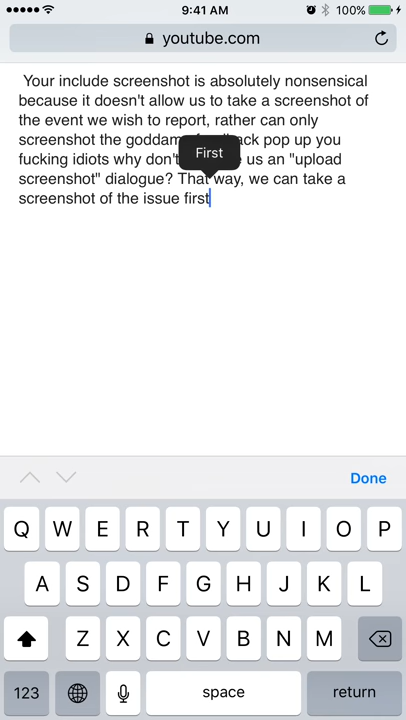 9:41 AM
100%
youtube.com
Your include screenshot is absolutely nonsensical
because it doesn't allow us to take a screenshot of
the event we wish to report, rather can only
screenshot the goddam back pop up you
fucking idiots why don't us an "upload
First
screenshot" dialogue? That way, we can take a
screenshot of the issue first
Done
Q W E R T Y U I O P
A S D F G H J K L
Z X C V B N M
123 space return